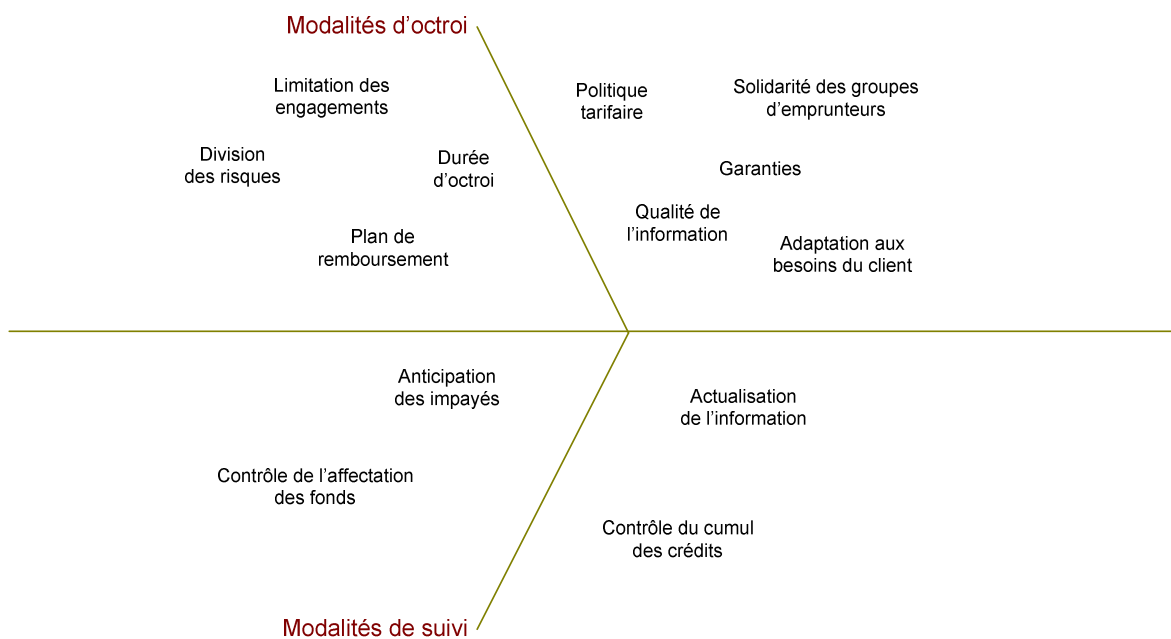 Modalités d’octroi
Limitation des
engagements
Politique
tarifaire
Solidarité des groupes
d’emprunteurs
Division
des risques
Durée
d’octroi
Garanties
Plan de
remboursement
Qualité de
l’information
Adaptation aux
besoins du client
Anticipation
des impayés
Actualisation
de l’information
Contrôle de l’affectation
des fonds
Contrôle du cumul
des crédits
Modalités de suivi